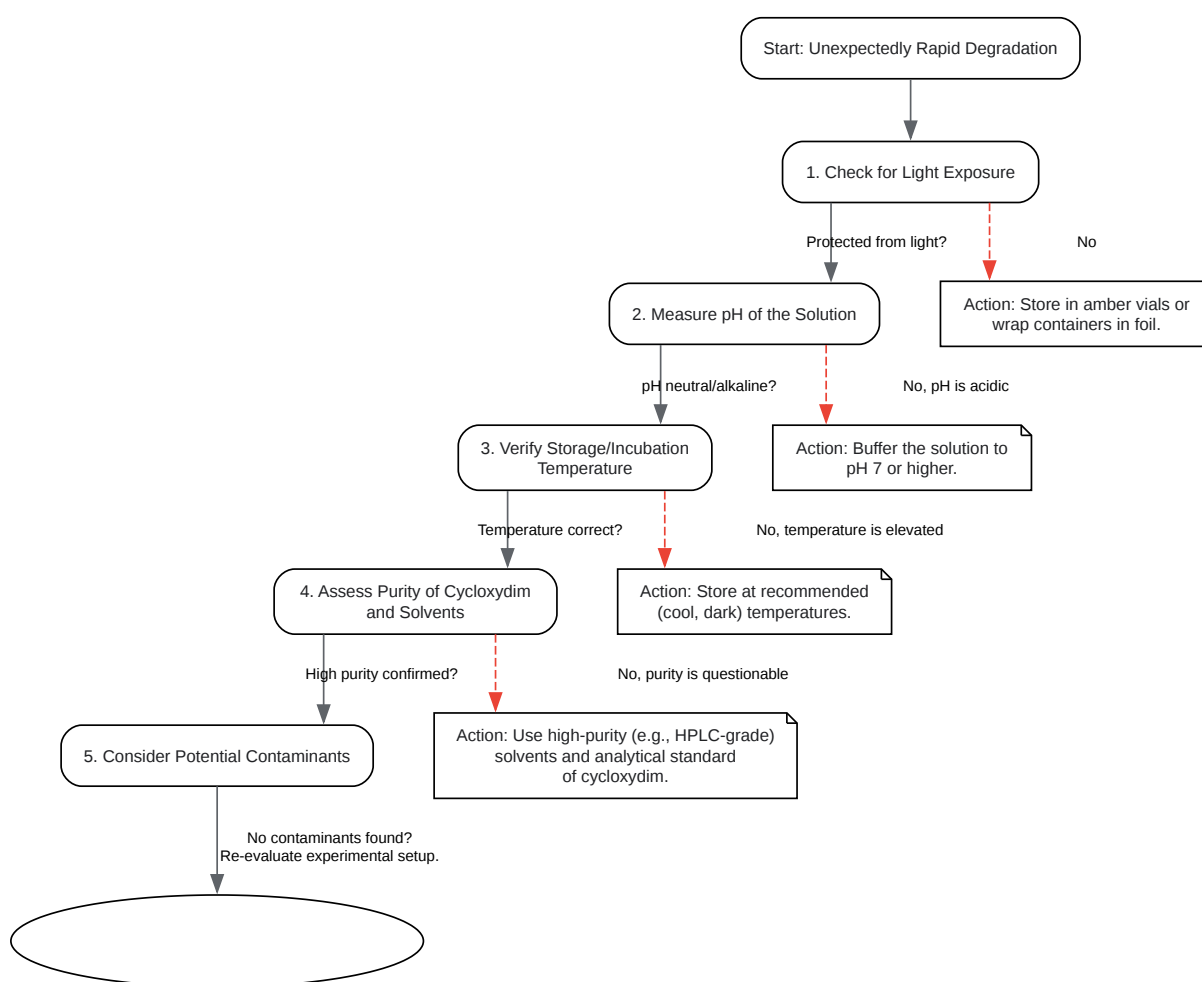 Start: Unexpectedly Rapid Degradation
1. Check for Light Exposure
Protected from light?
No
2. Measure pH of the Solution
Action: Store in amber vials or
wrap containers in foil.
pH neutral/alkaline?
No, pH is acidic
3. Verify Storage/Incubation
Temperature
Action: Buffer the solution to
pH 7 or higher.
Temperature correct?
No, temperature is elevated
4. Assess Purity of Cycloxydim
and Solvents
Action: Store at recommended
(cool, dark) temperatures.
High purity confirmed?
No, purity is questionable
5. Consider Potential Contaminants
Action: Use high-purity (e.g., HPLC-grade)
solvents and analytical standard
of cycloxydim.
No contaminants found?
Re-evaluate experimental setup.